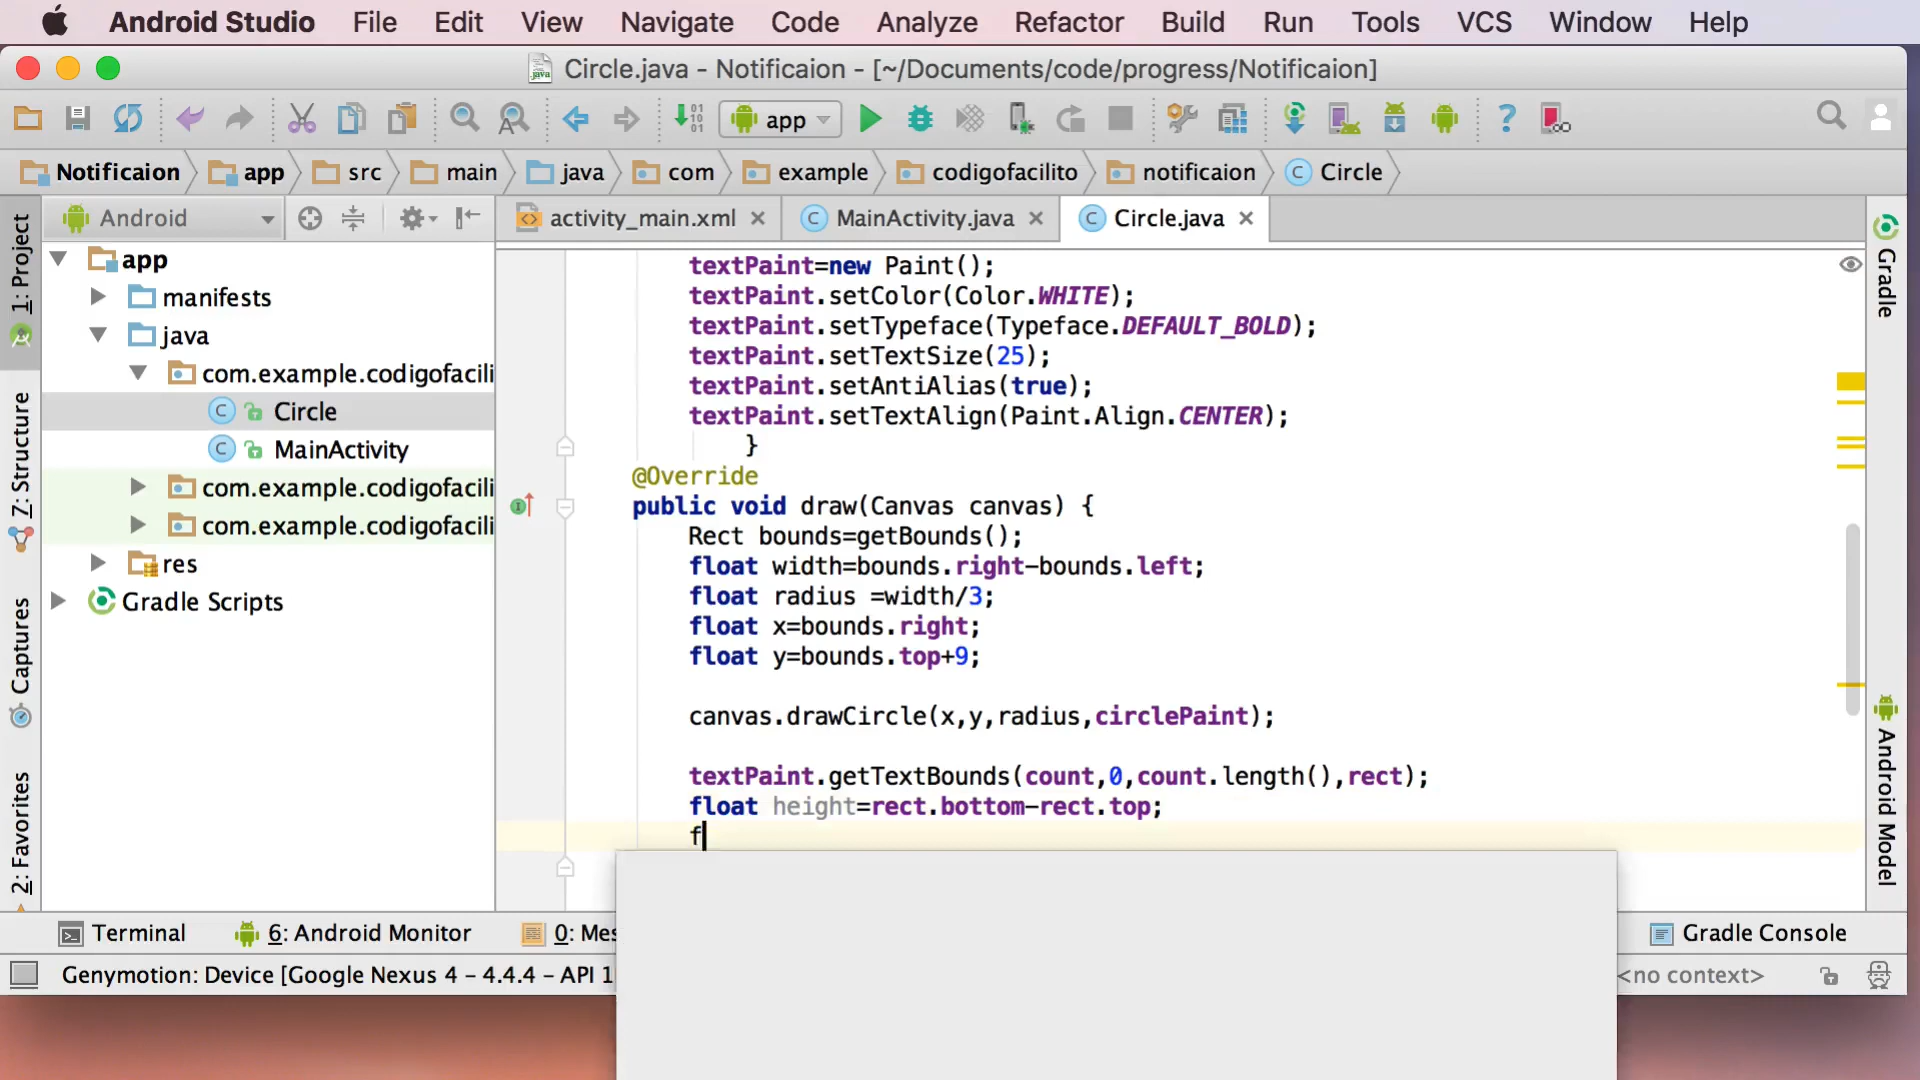 Android Studio File Edit View Navigate Code Analyze Refactor Build Run Tools VCS Window Help
Circle.java - Notificaion - [~/Documents/code/progress/Notificaion]
app
Notificaion app src main java com example codigofacilito notificaion Circle
Android
activity_main.xml MainActivity.java Circle.java
1: Project
7: Structure
Captures
2: Favorites
app
manifests
java
com.example.codigofacili
Circle
MainActivity
com.example.codigofacili
com.example.codigofacili
res
Gradle Scripts
textPaint=new Paint();
textPaint.setColor(Color.WHITE);
textPaint.setTypeface(Typeface.DEFAULT_BOLD);
textPaint.setTextSize(25);
textPaint.setAntiAlias(true);
textPaint.setTextAlign(Paint.Align.CENTER);
}
@Override
public void draw(Canvas canvas) {
Rect bounds=getBounds();
float width=bounds.right-bounds.left;
float radius =width/3;
float x=bounds.right;
float y=bounds.top+9;
canvas.drawCircle(x,y,radius,circlePaint);
textPaint.getTextBounds(count,0,count.length(),rect);
float height=rect.bottom-rect.top;
f
Gradle
Android Model
Terminal 6: Android Monitor 0: Mes Gradle Console
Genymotion: Device [Google Nexus 4 - 4.4.4 - API 1 <no context>